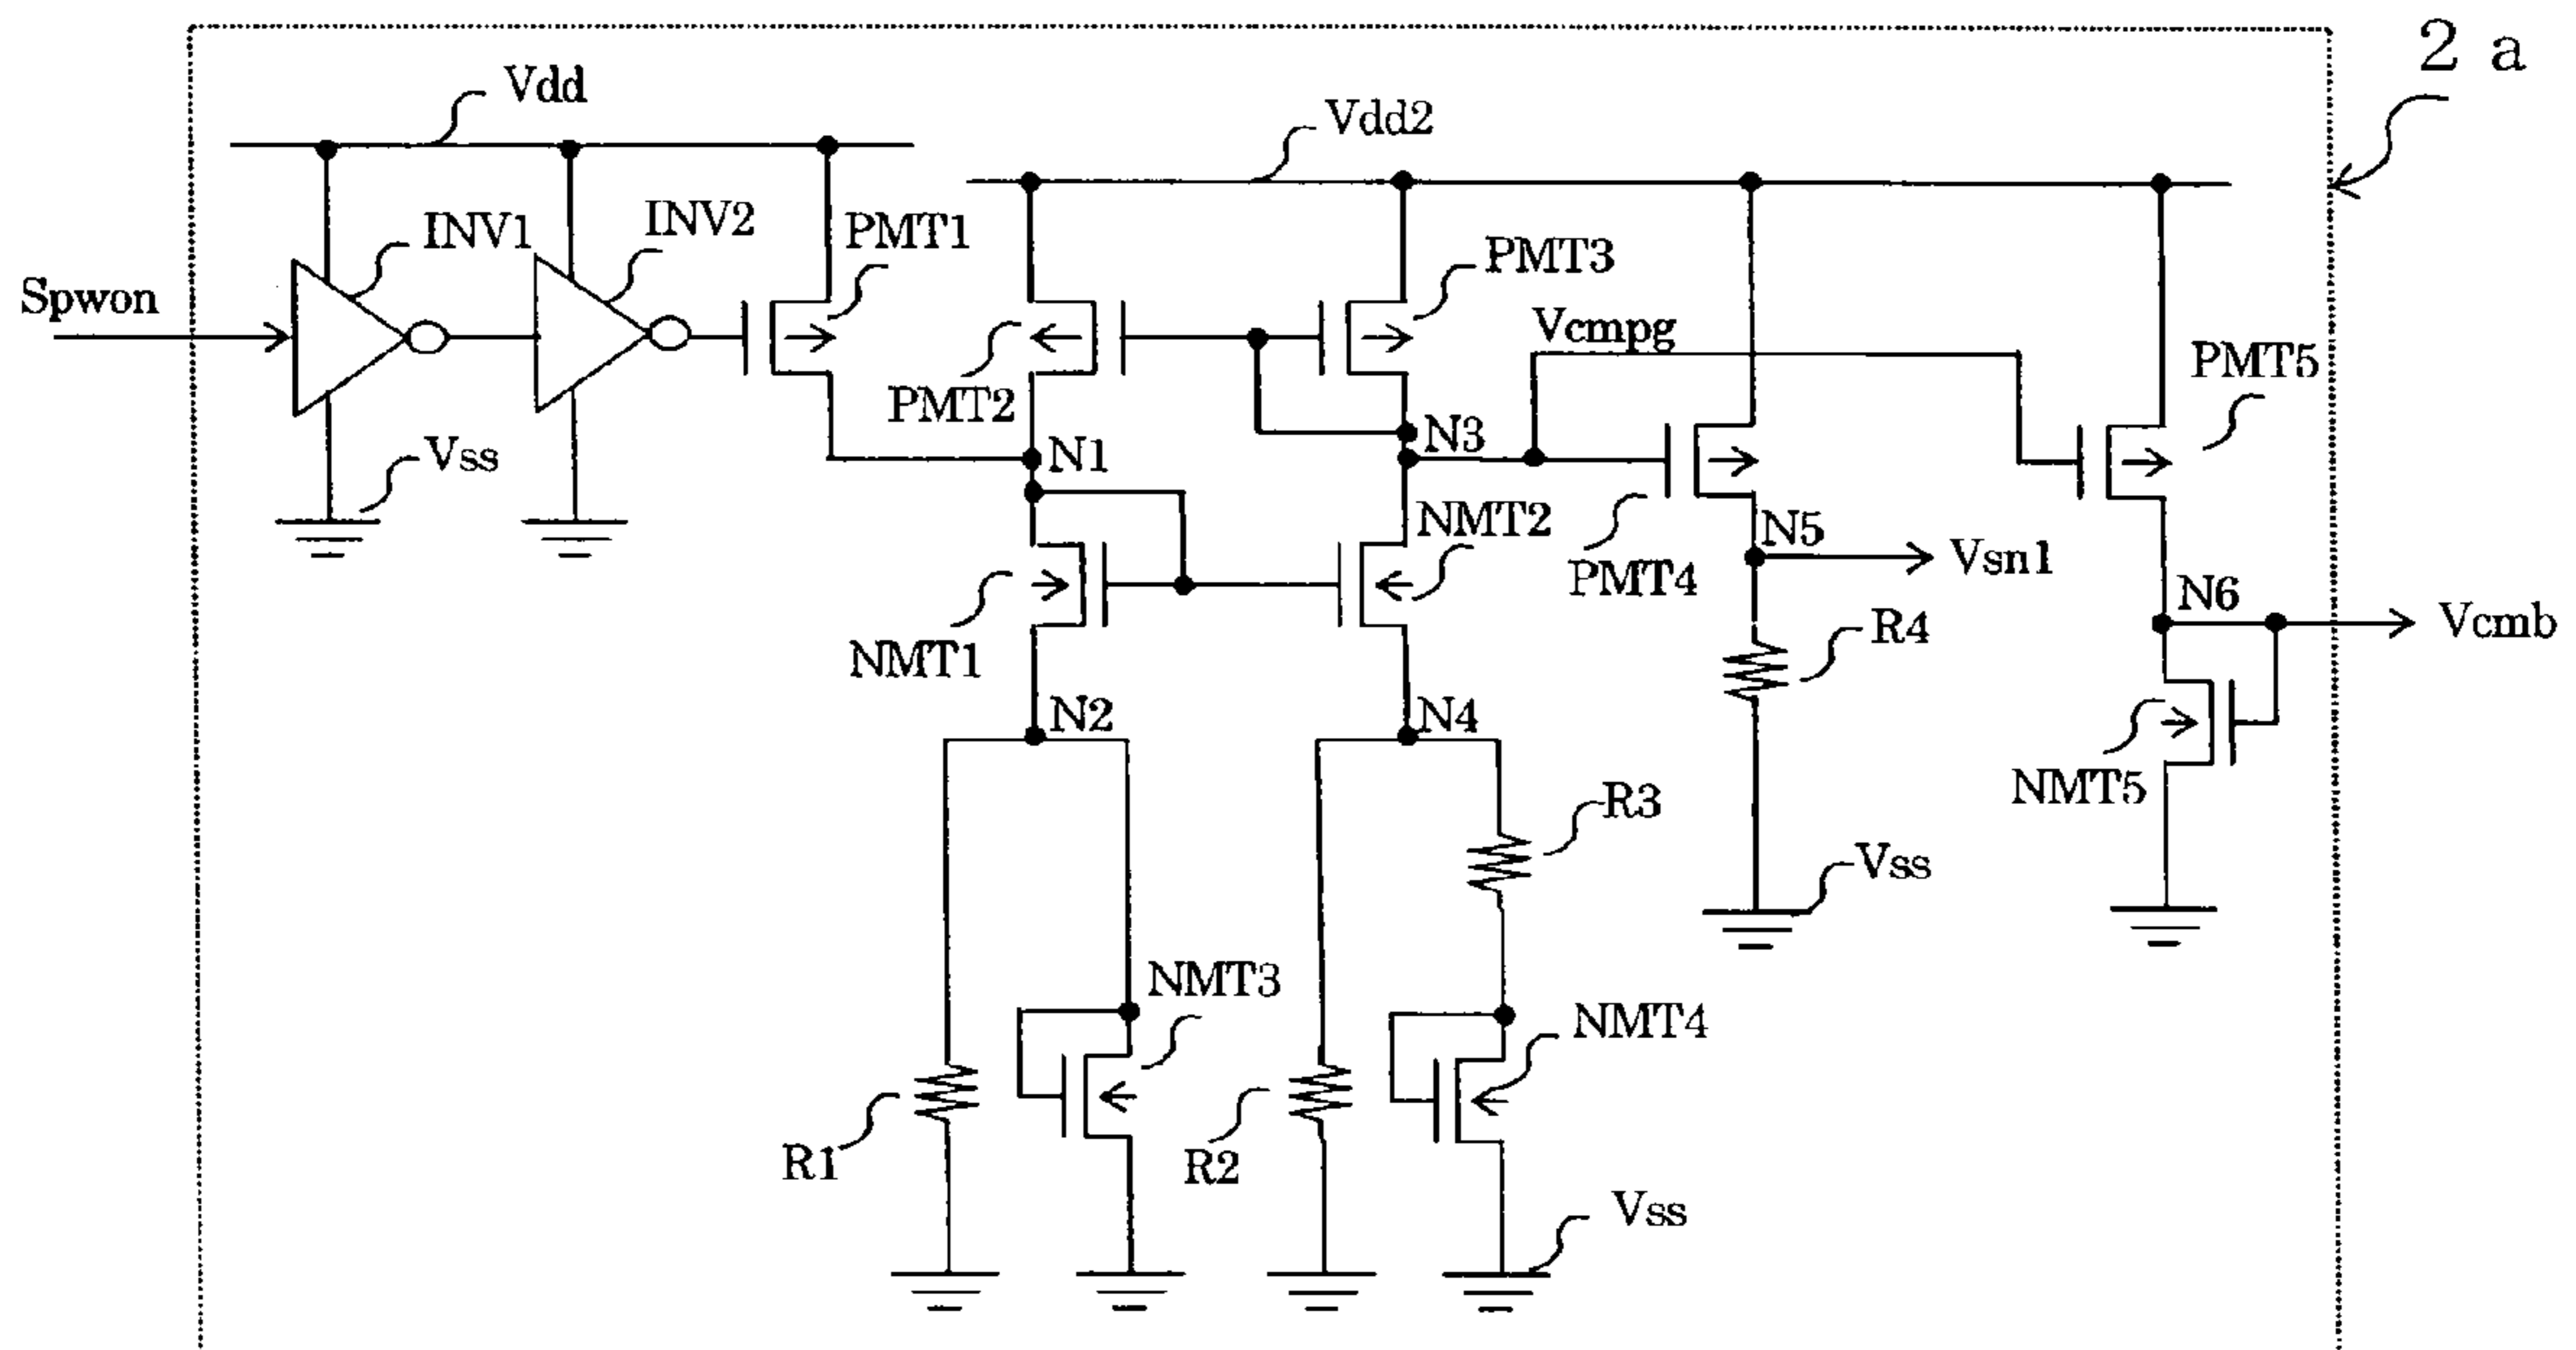 2a
Vdd
Vdd2
INV1
INV2
PMT1
PMT3
Spwon
Vcmpg
PMT5
PMT2
Vss
N1
N3
NMT2
N5
Vsn1
PMT4
N6
Vcmb
R4
NMT1
N2
N4
NMT5
R3
Vss
NMT3
NMT4
R1
R2
Vss